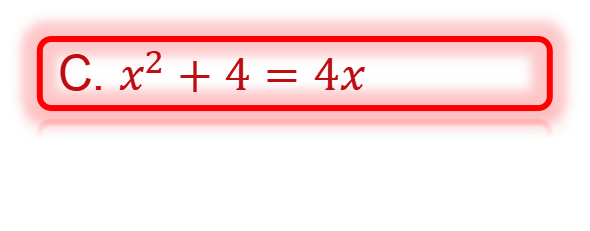 C. x² + 4 = 4x